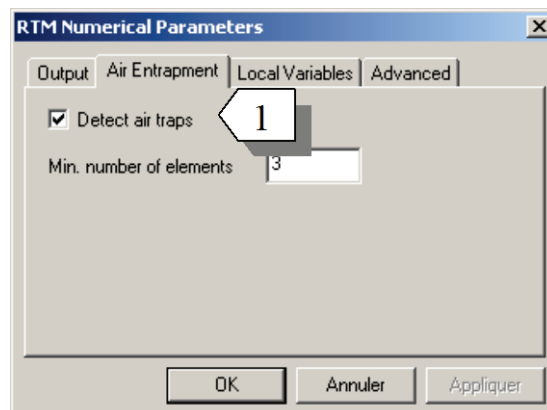 RTM Numerical Parameters
Output Air Entrapment Local Variables Advanced
Detect air traps
1
Min. number of elements 3
OK Annuler Appliquer